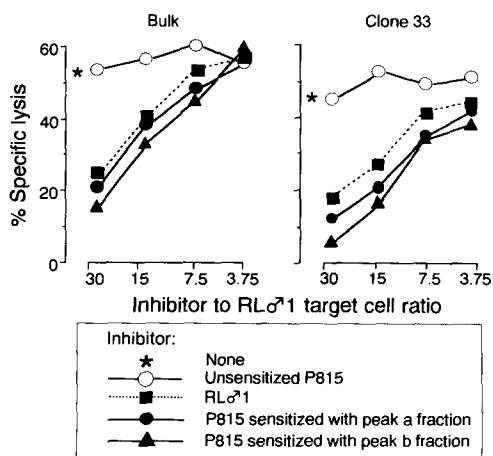 Bulk
Clone 33
% Specific lysis
60
40
20
0
30 15 7.5 3.75
30 15 7.5 3.75
Inhibitor to RL♂1 target cell ratio
Inhibitor:
None
Unsensitized P815
RL♂1
P815 sensitized with peak a fraction
P815 sensitized with peak b fraction